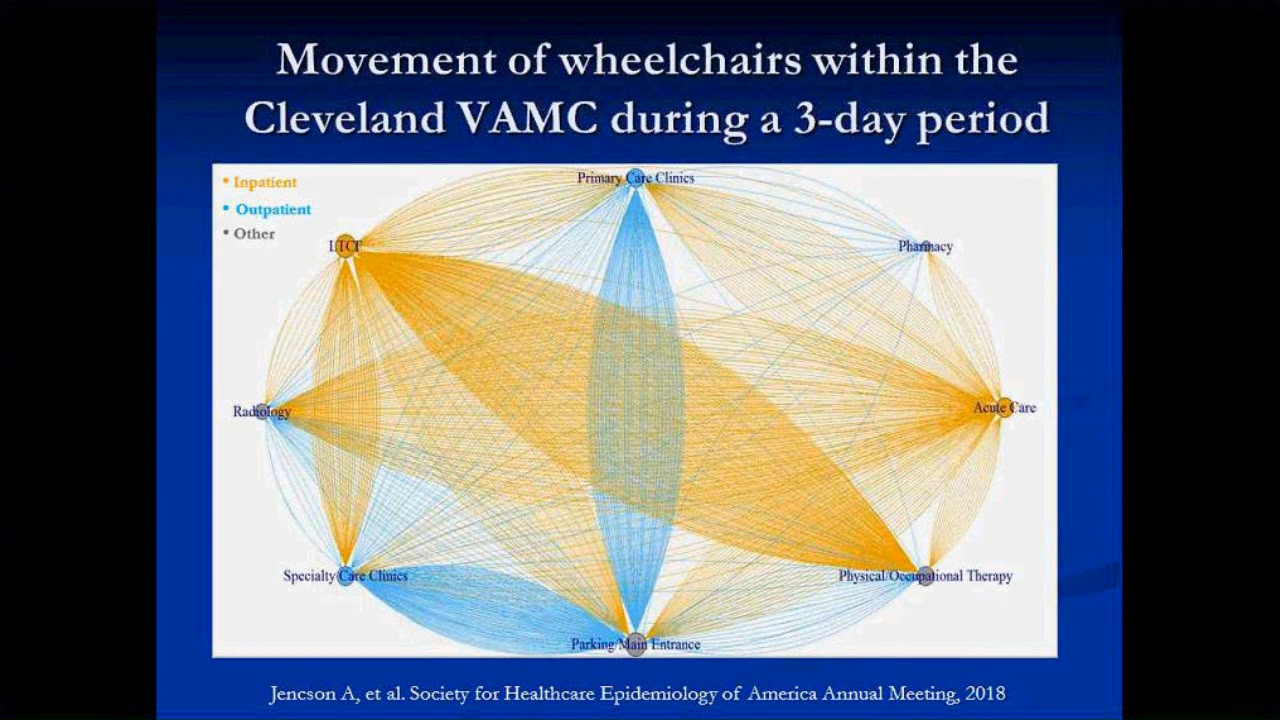 Movement of wheelchairs within the
Cleveland VAMC during a 3-day period
• Inpatient
• Outpatient
• Other
Primary Care Clinics
LTCF
Pharmacy
Radiology
Acute Care
Specialty Care Clinics
Physical/Occupational Therapy
Parking/Main Entrance
Jencson A, et al. Society for Healthcare Epidemiology of America Annual Meeting, 2018